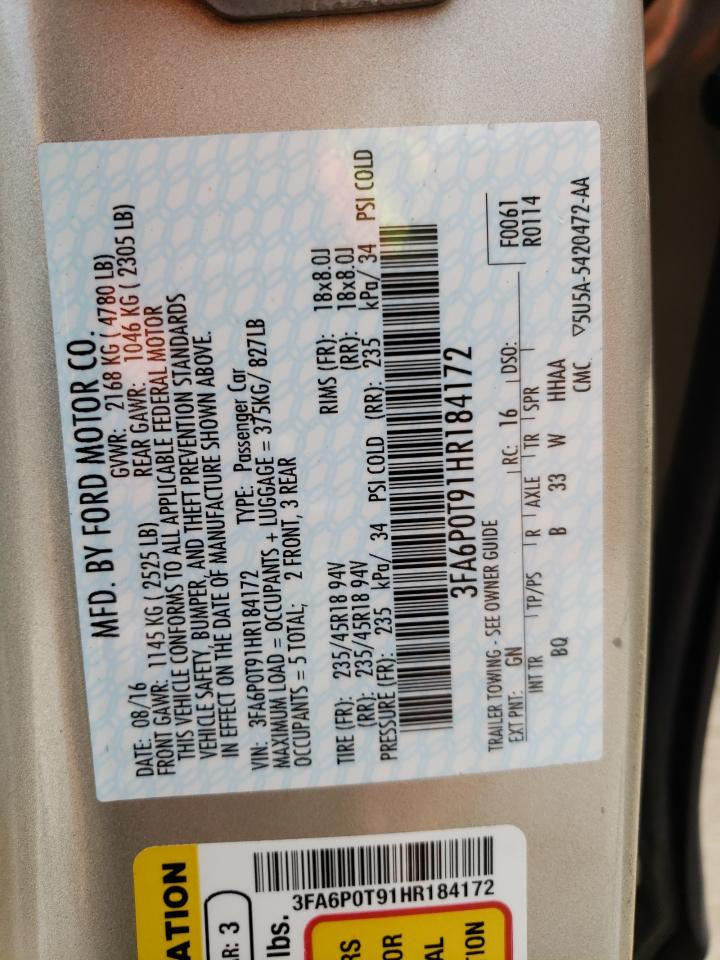 MFD. BY FORD MOTOR CO.
DATE: 08/16 GVWR: 2168 KG ( 4780 LB)
FRONT GAWR: 1145 KG ( 2525 LB) REAR GAWR: 1046 KG ( 2305 LB)
THIS VEHICLE CONFORMS TO ALL APPLICABLE FEDERAL MOTOR
VEHICLE SAFETY, BUMPER, AND THEFT PREVENTION STANDARDS
IN EFFECT ON THE DATE OF MANUFACTURE SHOWN ABOVE.
VIN: 3FA6P0T91HR184172 TYPE: Passenger Car
MAXIMUM LOAD = OCCUPANTS + LUGGAGE = 375KG/ 827LB
OCCUPANTS = 5 TOTAL; 2 FRONT, 3 REAR
TIRE (FR): 235/45R18 94V RIMS (FR): 18x8.0J
(RR): 235/45R18 94V (RR): 18x8.0J
PRESSURE (FR): 235 kPa/ 34 PSI COLD (RR): 235 kPa/ 34 PSI COLD
3FA6P0T91HR184172
TRAILER TOWING - SEE OWNER GUIDE
F0061
EXT PNT: GN RC: 16 DSO: R0114
INT TR TP/PS R AXLE TR SPR
BQ B 33 W HHAA
CMC ▽5U5A-5420472-AA
ATION
AR: 3
3FA6P0T91HR184172
lbs.
RS
OR
AL
TION